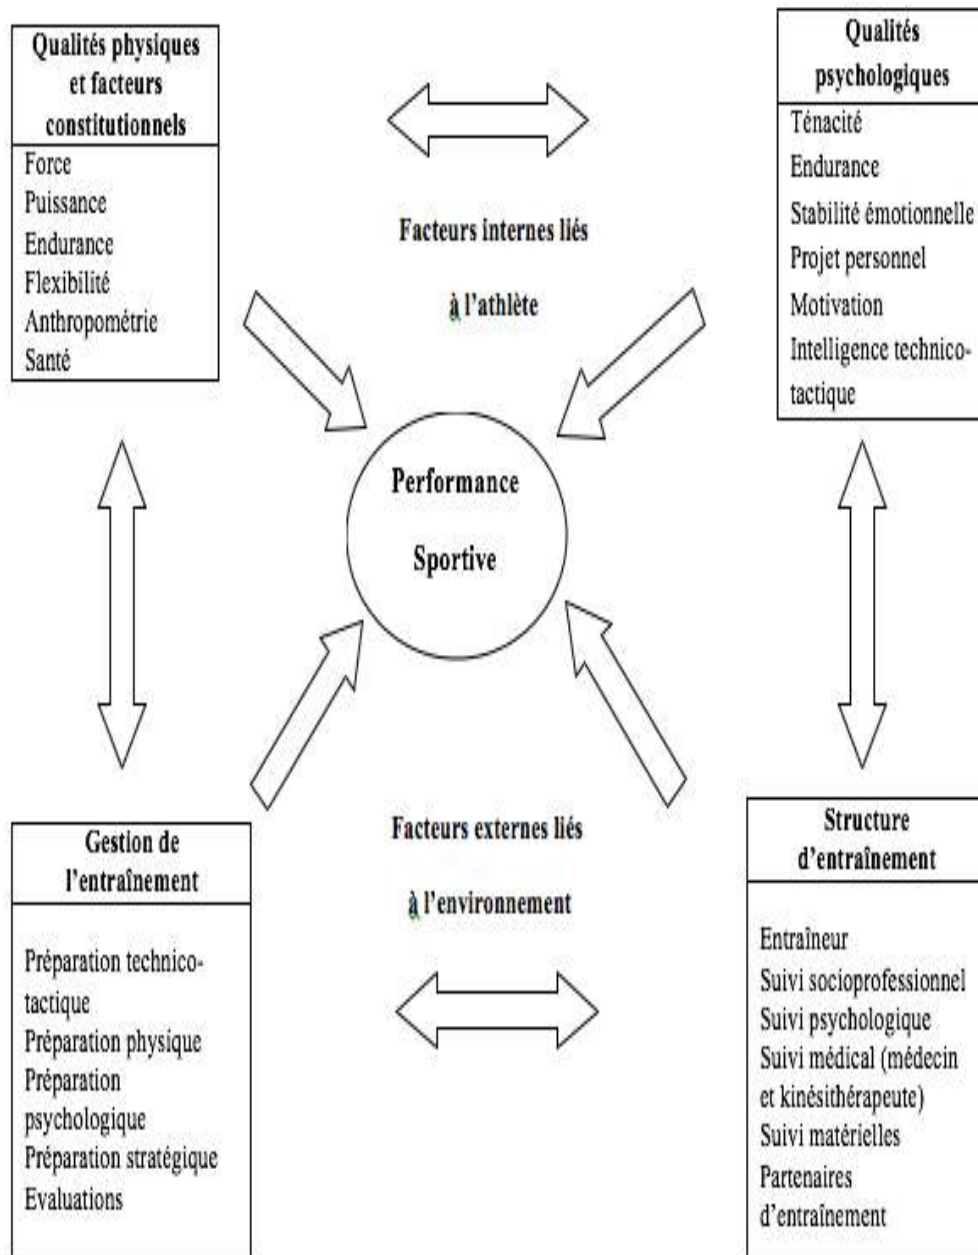 Qualités physiques
et facteurs
constitutionnels
Force
Puissance
Endurance
Flexibilité
Anthropométrie
Santé
Qualités
psychologiques
Ténacité
Endurance
Stabilité émotionnelle
Projet personnel
Motivation
Intelligence technico-
tactique
Facteurs internes liés
à l'athlète
Performance
Sportive
Facteurs externes liés
à l'environnement
Gestion de
l'entraînement
Préparation technico-
tactique
Préparation physique
Préparation
psychologique
Préparation stratégique
Evaluations
Structure
d'entraînement
Entraîneur
Suivi socioprofessionnel
Suivi psychologique
Suivi médical (médecin
et kinésithérapeute)
Suivi matérielles
Partenaires
d'entraînement